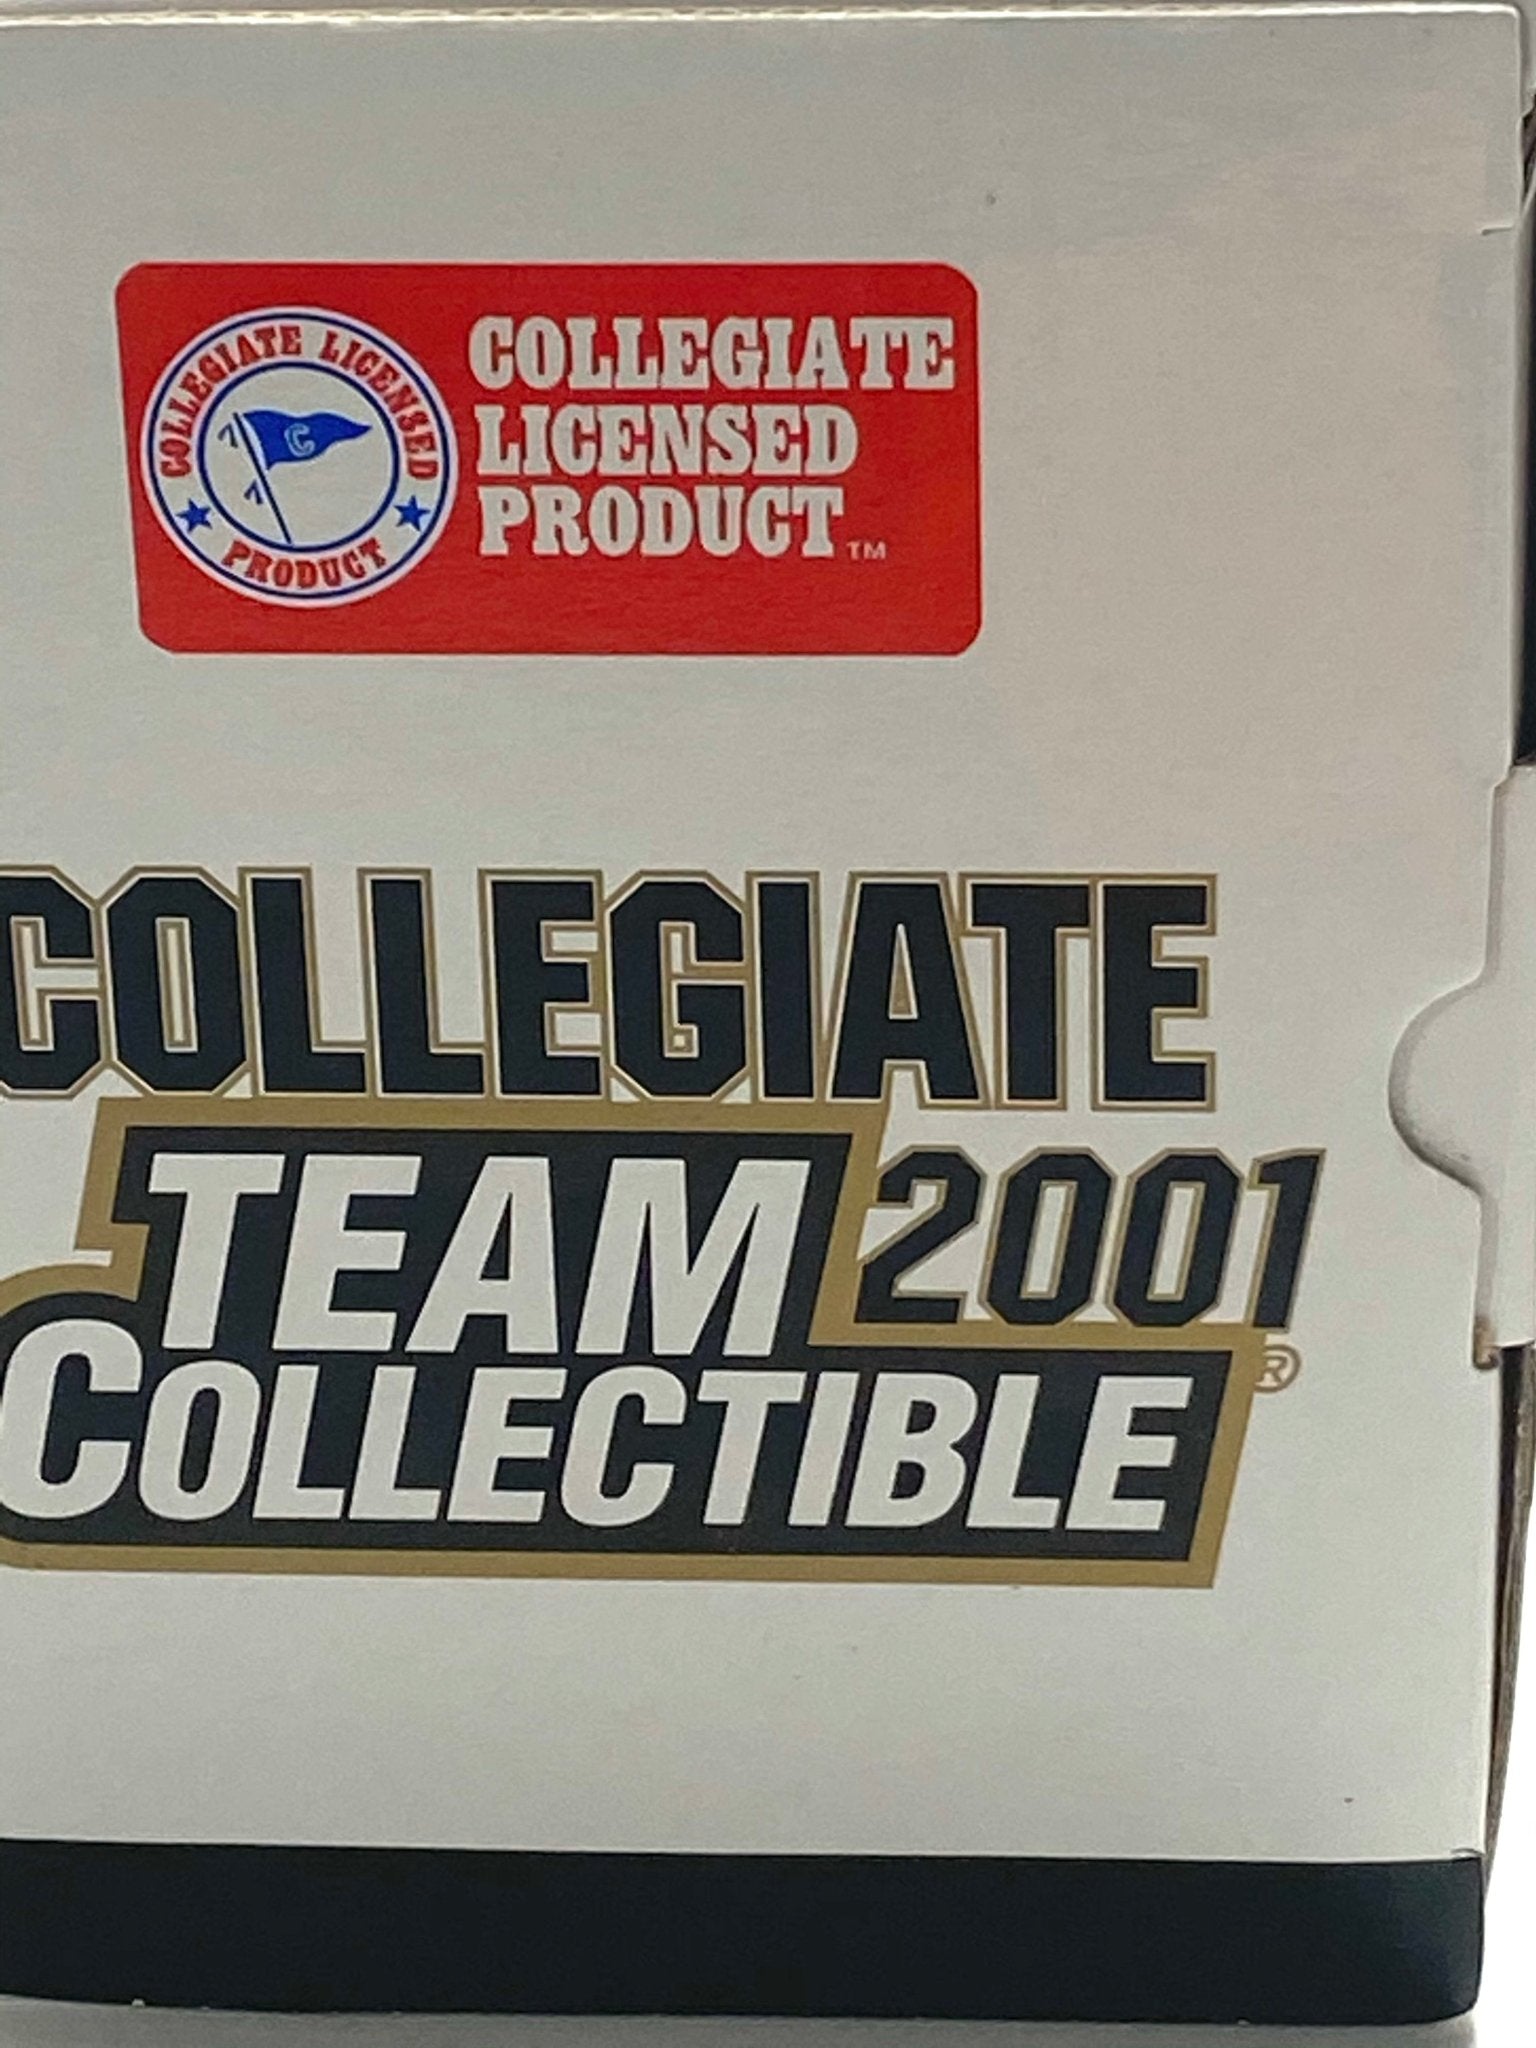 COLLEGIATE LICENSED
PRODUCT
C
COLLEGIATE
LICENSED
PRODUCT™
COLLEGIATE
TEAM 2001
COLLECTIBLE®